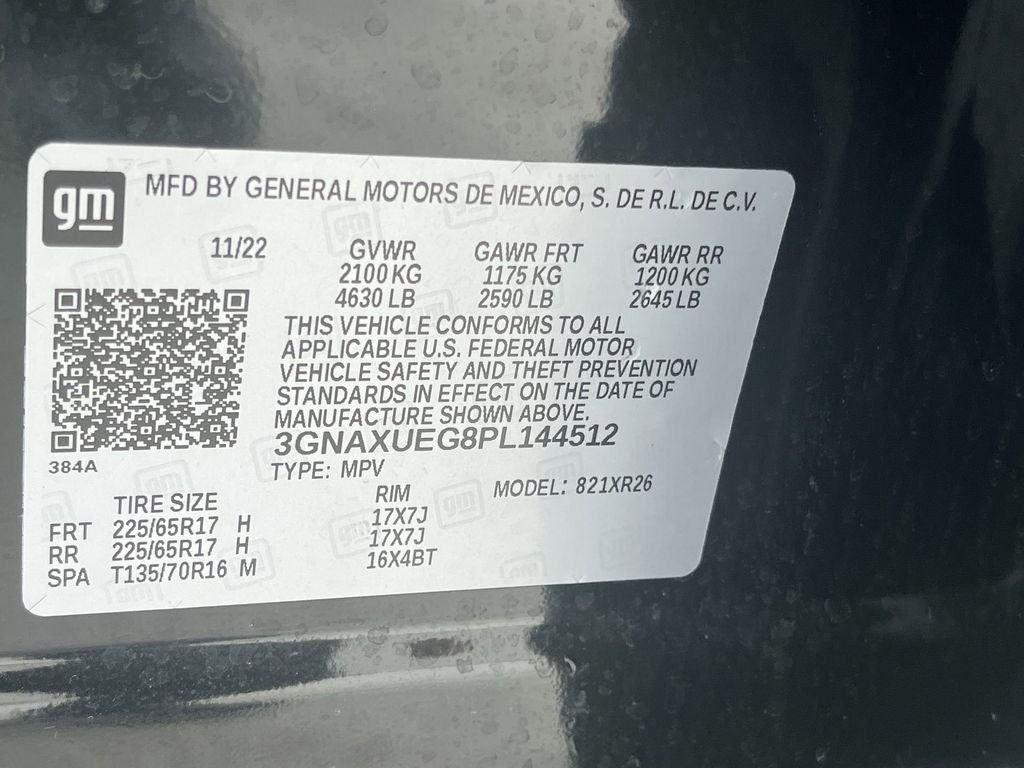 gm
MFD BY GENERAL MOTORS DE MEXICO, S. DE R.L. DE C.V.
11/22 GVWR GAWR FRT GAWR RR
2100 KG 1175 KG 1200 KG
4630 LB 2590 LB 2645 LB
THIS VEHICLE CONFORMS TO ALL
APPLICABLE U.S. FEDERAL MOTOR
VEHICLE SAFETY AND THEFT PREVENTION
STANDARDS IN EFFECT ON THE DATE OF
MANUFACTURE SHOWN ABOVE.
3GNAXUEG8PL144512
384A
TYPE: MPV
MODEL: 821XR26
TIRE SIZE RIM
FRT 225/65R17 H 17X7J
RR 225/65R17 H 17X7J
SPA T135/70R16 M 16X4BT